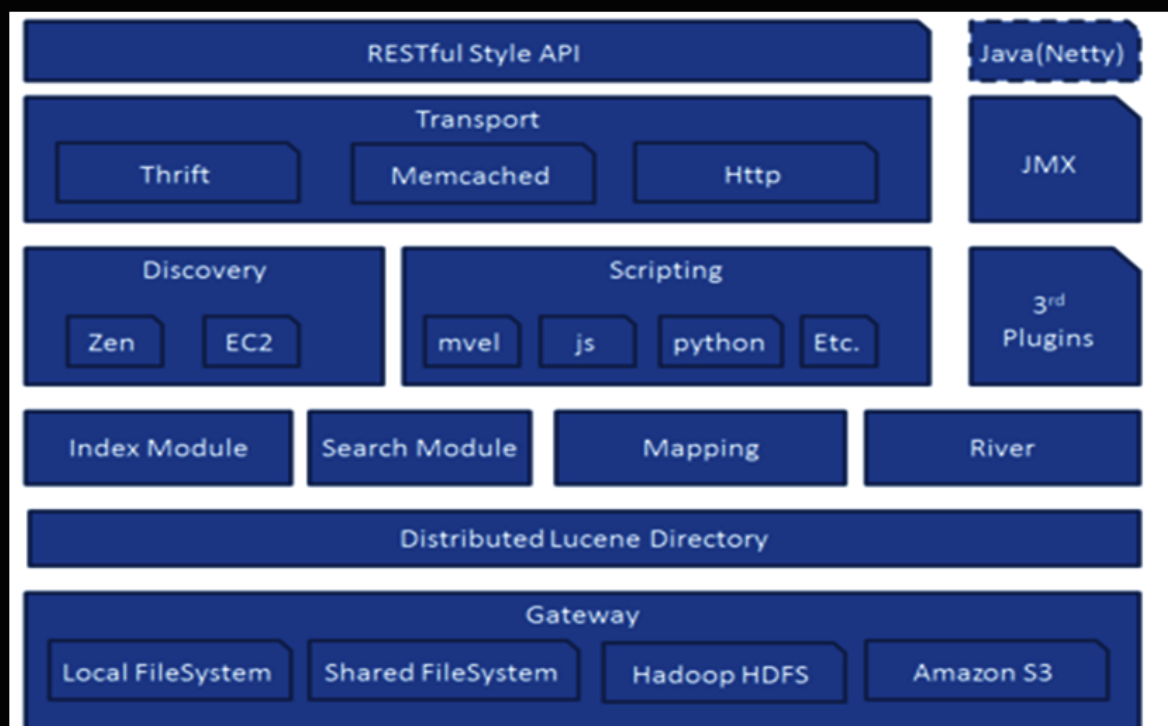 RESTful Style API
Java(Netty)
Transport
Thrift
Memcached
Http
JMX
Discovery
Zen
EC2
Scripting
mvel
js
python
Etc.
3rd
Plugins
Index Module
Search Module
Mapping
River
Distributed Lucene Directory
Gateway
Local FileSystem
Shared FileSystem
Hadoop HDFS
Amazon S3